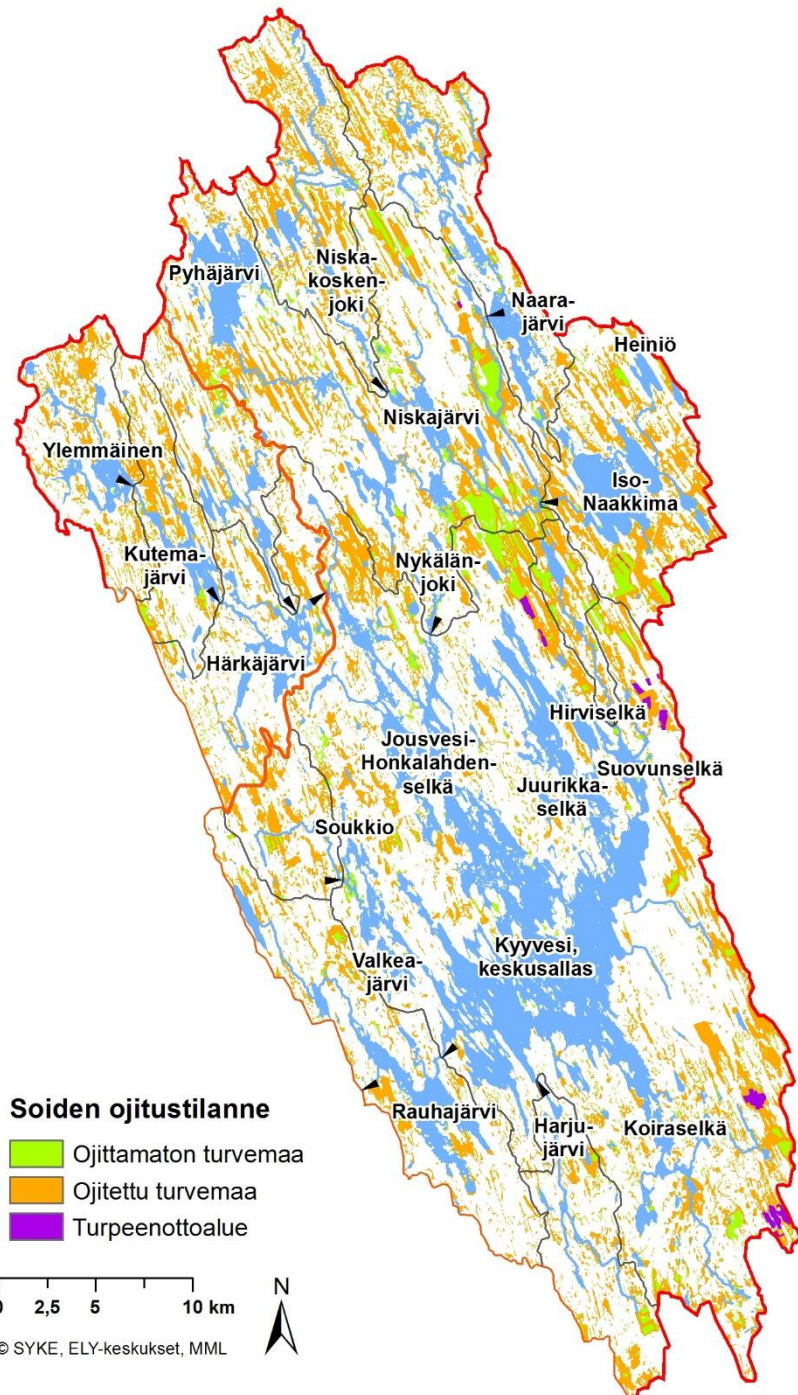 Pyhäjärvi
Niska-
koskenjoki
Naara-
järvi
Heiniö
Niskajärvi
Ylemmäinen
Iso-
Naakkima
Kutema-
järvi
Nykälän-
joki
Härkäjärvi
Hirviselkä
Jousvesi-
Honkalahden-
selkä
Suovunselkä
Juurikka-
selkä
Soukkio
Kyyvesi,
keskusallas
Valkea-
järvi
Rauhajärvi
Harju-
järvi
Koiraselkä
Soiden ojitustilanne
Ojittamaton turvemaa
Ojitettu turvemaa
Turpeenottoalue
0 2,5 5 10 km
N
© SYKE, ELY-keskukset, MML